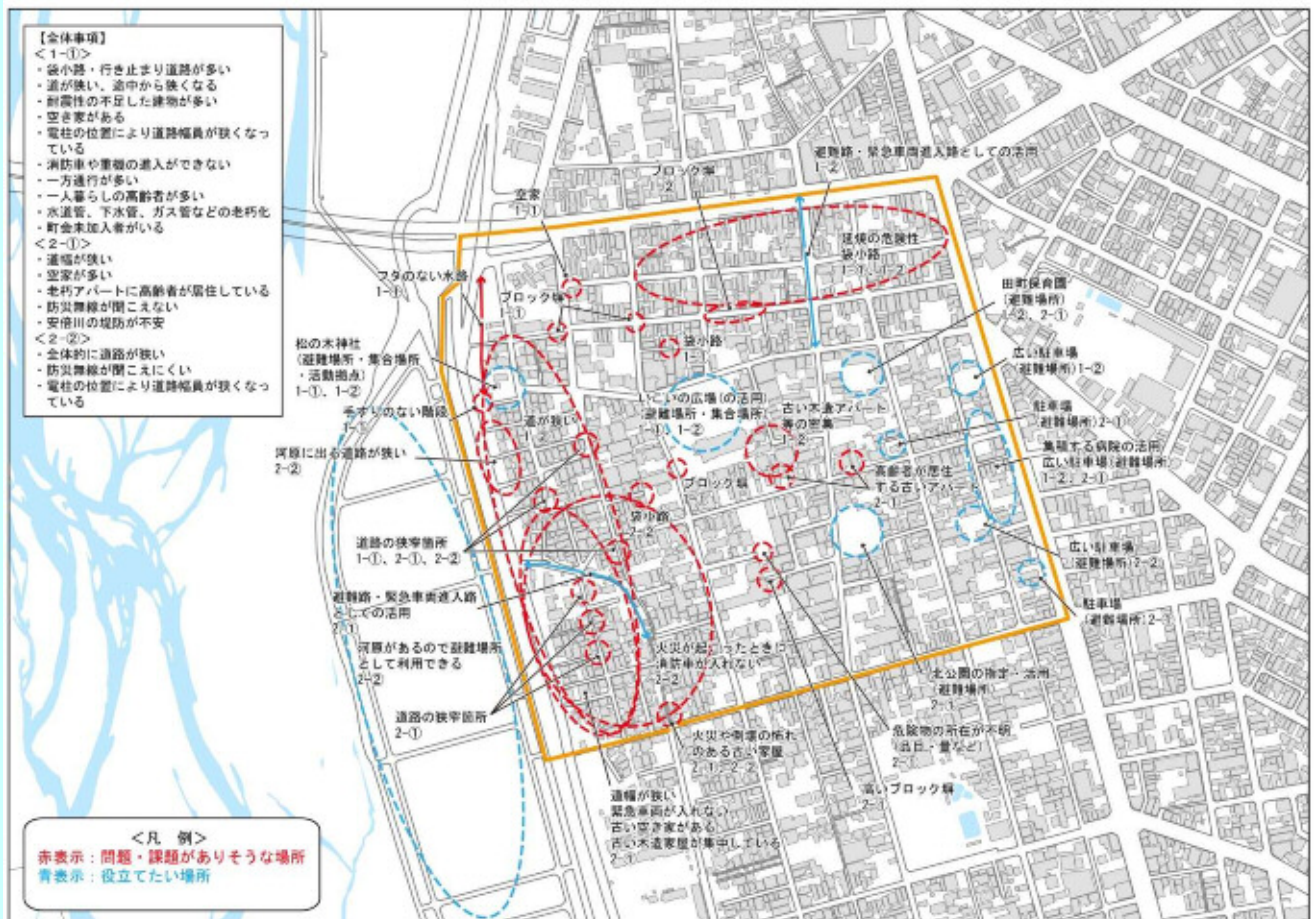 【全体事項】
＜1-①＞
・袋小路・行き止まり道路が多い
・道が狭い、途中から狭くなる
・耐震性の不足した建物が多い
・空き家がある
・電柱の位置により道路幅員が狭くなっ
ている
・消防車や重機の進入ができない
・一方通行が多い
・一人暮らしの高齢者が多い
・水道管、下水管、ガス管などの老朽化
・町会未加入者がいる
＜2-①＞
・道幅が狭い
・空家が多い
・老朽アパートに高齢者が居住している
・防災無線が聞こえない
・安倍川の堤防が不安
＜2-②＞
・全体的に道路が狭い
・防災無線が聞こえにくい
・電柱の位置により道路幅員が狭くなっ
ている
避難路・緊急車両進入路としての活用
1-②
ブロック塀
2
空家
1-①
延焼の危険性
袋小路
1-①、1-②
フタのない水路
1-①
ブロック塀
1-①
田町保育園
(避難場所)
1-②、2-①
袋小路
1-①
松の木神社
(避難場所・集合場所
・活動拠点)
1-①、1-②
広い駐車場
(避難場所)1-②
いこいの広場(の活用)
(避難場所・集合場所)
1-①、1-②
古い木造アパート
等の密集
1-②
手すりのない階段
1-①
道が狭い
1-②
駐車場
(避難場所)2-①
河原に出る道路が狭い
2-②
集積する病院の活用
広い駐車場(避難場所)
1-②、2-①
高齢者が居住
する古いアパート
2-①
ブロック塀
1-①
袋小路
2-②
道路の狭窄箇所
1-①、2-①、2-②
広い駐車場
(避難場所)2-②
避難路・緊急車両進入路
としての活用
2-①
駐車場
(避難場所)2-①
河原があるので避難場所
として利用できる
2-②
火災が起こったときに
消防車が入れない
2-②
北公園の指定・活用
(避難場所)
2-①
道路の狭窄箇所
2-①
火災や倒壊の怖れ
のある古い家屋
2-①、2-②
危険物の所在が不明
(品目・量など)
2-①
高いブロック塀
2-①
道幅が狭い
緊急車両が入れない
古い空き家がある
古い木造家屋が集中している
2-①
＜凡 例＞
赤表示：問題・課題がありそうな場所
青表示：役立てたい場所